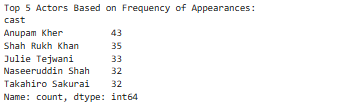 Top 5 Actors Based on Frequency of Appearances:
cast
Anupam Kher 43
Shah Rukh Khan 35
Julie Tejwani 33
Naseeruddin Shah 32
Takahiro Sakurai 32
Name: count, dtype: int64